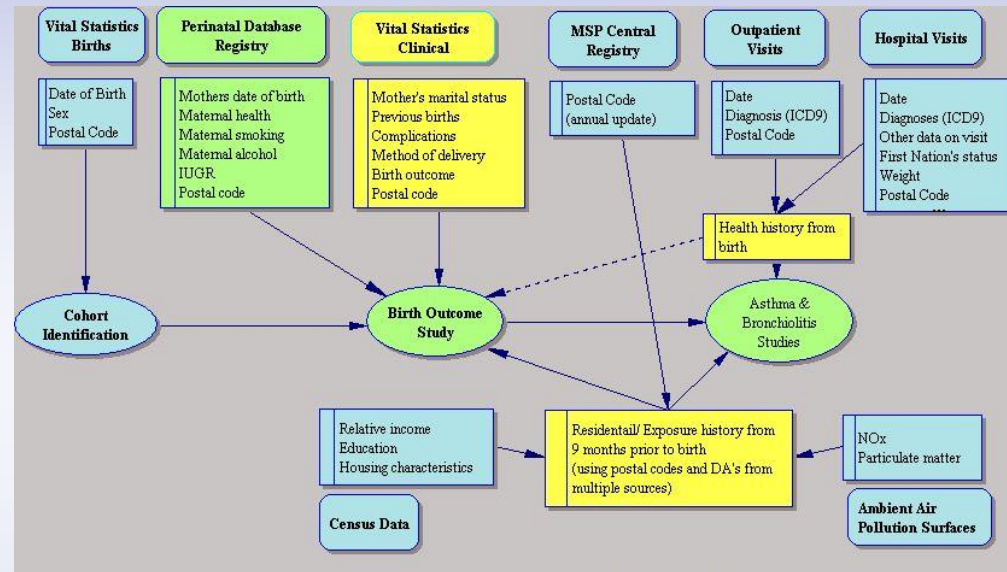 Vital Statistics
Births
Perinatal Database
Registry
Vital Statistics
Clinical
MSP Central
Registry
Outpatient
Visits
Hospital Visits
Date of Birth
Sex
Postal Code
Mothers date of birth
Maternal health
Maternal smoking
Maternal alcohol
IUGR
Postal code
Mother's marital status
Previous births
Complications
Method of delivery
Birth outcome
Postal code
Postal Code
(annual update)
Date
Diagnosis (ICD9)
Postal Code
Date
Diagnoses (ICD9)
Other data on visit
First Nation's status
Weight
Postal Code
...
Health history from
birth
Cohort
Identification
Birth Outcome
Study
Asthma &
Bronchiolitis
Studies
Relative income
Education
Housing characteristics
Residentail/ Exposure history from
9 months prior to birth
(using postal codes and DA's from
multiple sources)
NOx
Particulate matter
Census Data
Ambient Air
Pollution Surfaces